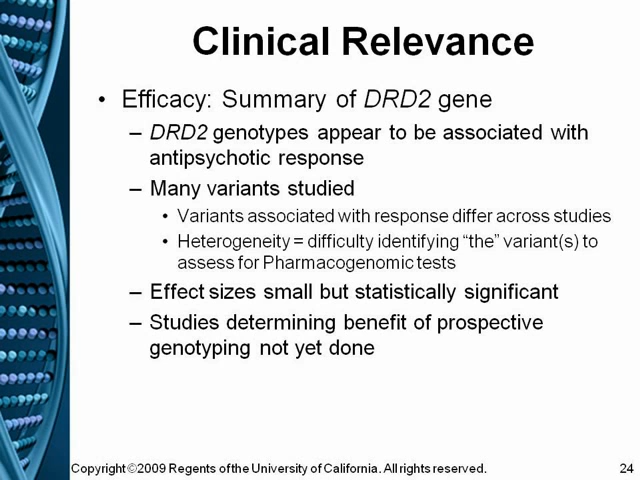 Clinical Relevance
• Efficacy: Summary of DRD2 gene
– DRD2 genotypes appear to be associated with
antipsychotic response
– Many variants studied
• Variants associated with response differ across studies
• Heterogeneity = difficulty identifying “the” variant(s) to
assess for Pharmacogenomic tests
– Effect sizes small but statistically significant
– Studies determining benefit of prospective
genotyping not yet done
Copyright ©2009 Regents of the University of California. All rights reserved. 24